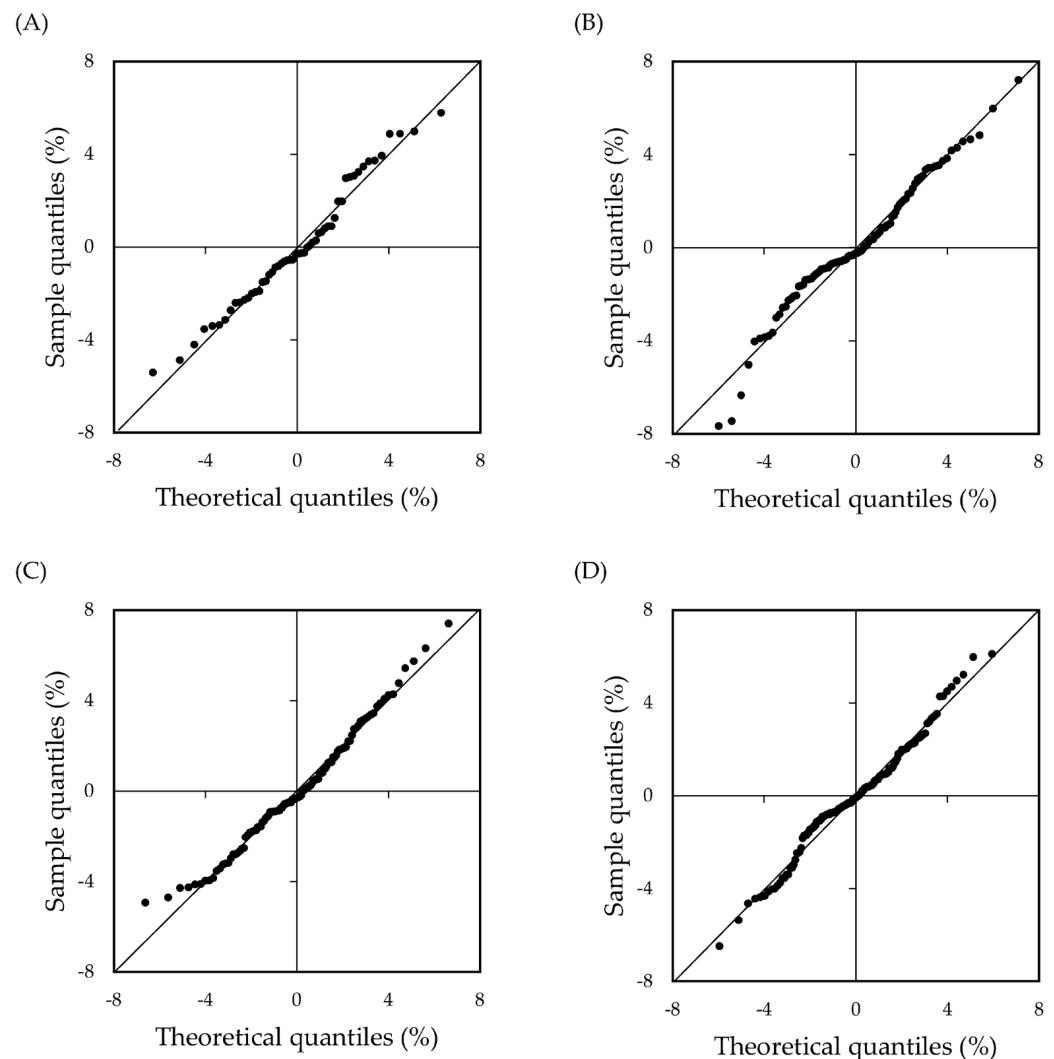 (A)
8
4
0
-4
-8
-8 -4 0 4 8
Sample quantiles (%)
Theoretical quantiles (%)
(B)
8
4
0
-4
-8
-8 -4 0 4 8
Sample quantiles (%)
Theoretical quantiles (%)
(C)
8
4
0
-4
-8
-8 -4 0 4 8
Sample quantiles (%)
Theoretical quantiles (%)
(D)
8
4
0
-4
-8
-8 -4 0 4 8
Sample quantiles (%)
Theoretical quantiles (%)